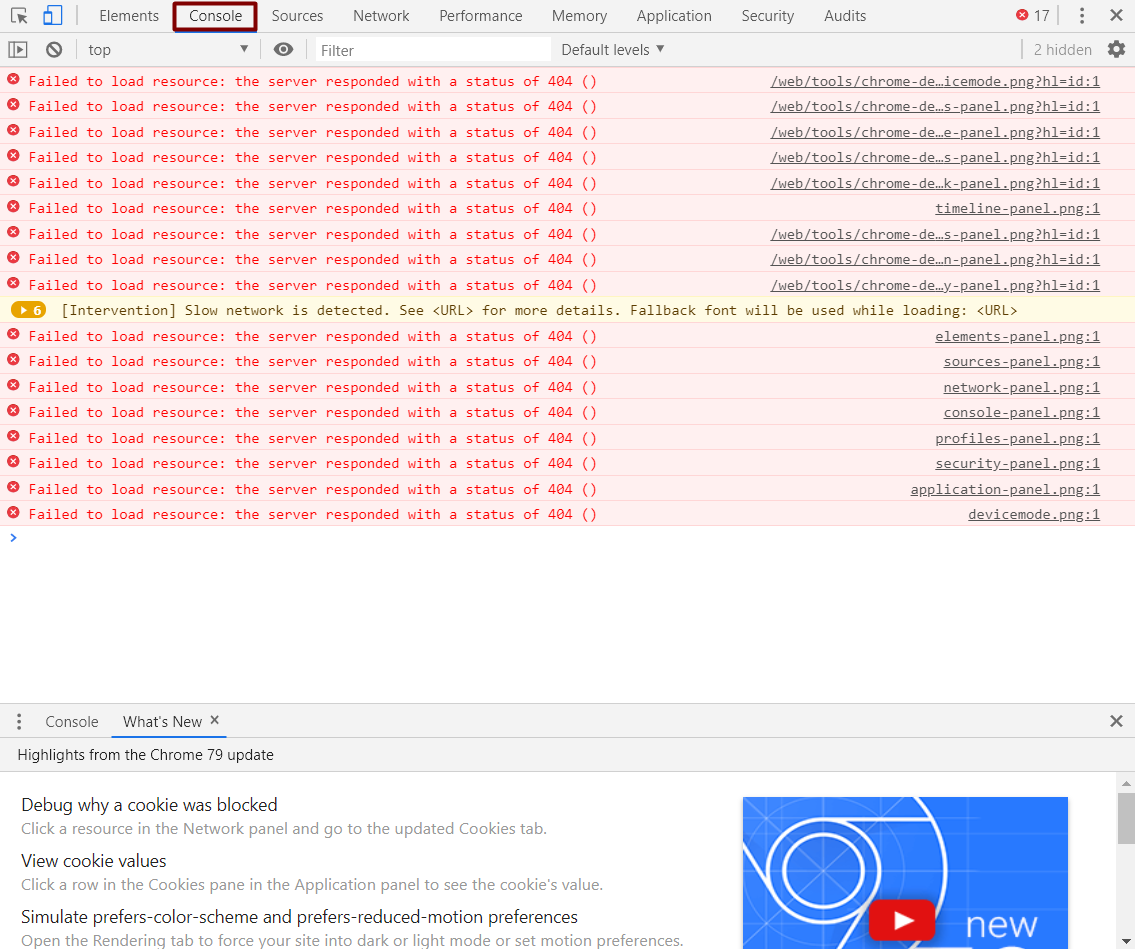 Elements Console Sources Network Performance Memory Application Security Audits 17
top Filter Default levels 2 hidden
Failed to load resource: the server responded with a status of 404 () /web/tools/chrome-de…icemode.png?hl=id:1
Failed to load resource: the server responded with a status of 404 () /web/tools/chrome-de…s-panel.png?hl=id:1
Failed to load resource: the server responded with a status of 404 () /web/tools/chrome-de…e-panel.png?hl=id:1
Failed to load resource: the server responded with a status of 404 () /web/tools/chrome-de…s-panel.png?hl=id:1
Failed to load resource: the server responded with a status of 404 () /web/tools/chrome-de…k-panel.png?hl=id:1
Failed to load resource: the server responded with a status of 404 () timeline-panel.png:1
Failed to load resource: the server responded with a status of 404 () /web/tools/chrome-de…s-panel.png?hl=id:1
Failed to load resource: the server responded with a status of 404 () /web/tools/chrome-de…n-panel.png?hl=id:1
Failed to load resource: the server responded with a status of 404 () /web/tools/chrome-de…y-panel.png?hl=id:1
6 [Intervention] Slow network is detected. See <URL> for more details. Fallback font will be used while loading: <URL>
Failed to load resource: the server responded with a status of 404 () elements-panel.png:1
Failed to load resource: the server responded with a status of 404 () sources-panel.png:1
Failed to load resource: the server responded with a status of 404 () network-panel.png:1
Failed to load resource: the server responded with a status of 404 () console-panel.png:1
Failed to load resource: the server responded with a status of 404 () profiles-panel.png:1
Failed to load resource: the server responded with a status of 404 () security-panel.png:1
Failed to load resource: the server responded with a status of 404 () application-panel.png:1
Failed to load resource: the server responded with a status of 404 () devicemode.png:1
Console What's New
Highlights from the Chrome 79 update
Debug why a cookie was blocked
Click a resource in the Network panel and go to the updated Cookies tab.
View cookie values
Click a row in the Cookies pane in the Application panel to see the cookie's value.
Simulate prefers-color-scheme and prefers-reduced-motion preferences
Open the Rendering tab to force your site into dark or light mode or set motion preferences.
new